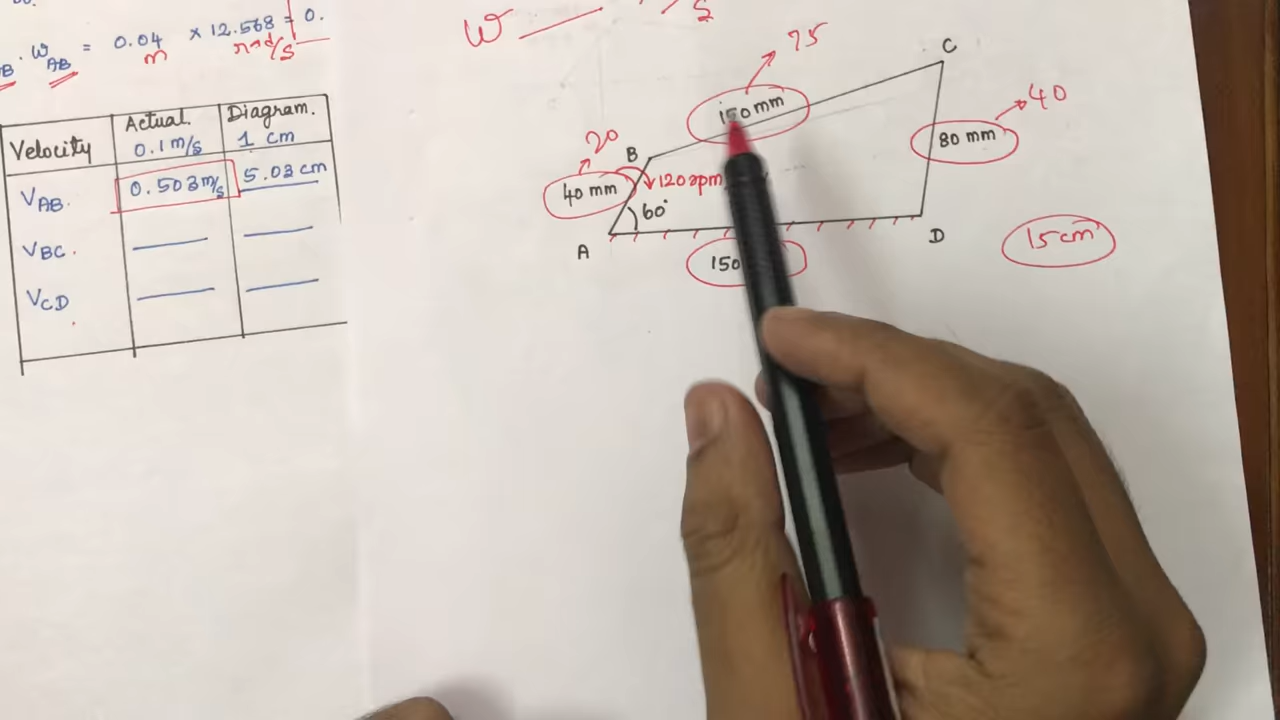 ω_AB = 0.04 m × 12.568 rad/s = 0.
ω
s
Velocity
Actual.
0.1 m/s
Diagram.
1 cm
V_AB.
0.503 m/s
5.03 cm
V_BC.
V_CD
75
150 mm
C
40
80 mm
20
B
40 mm
120 rpm
60°
A
150
D
15 cm